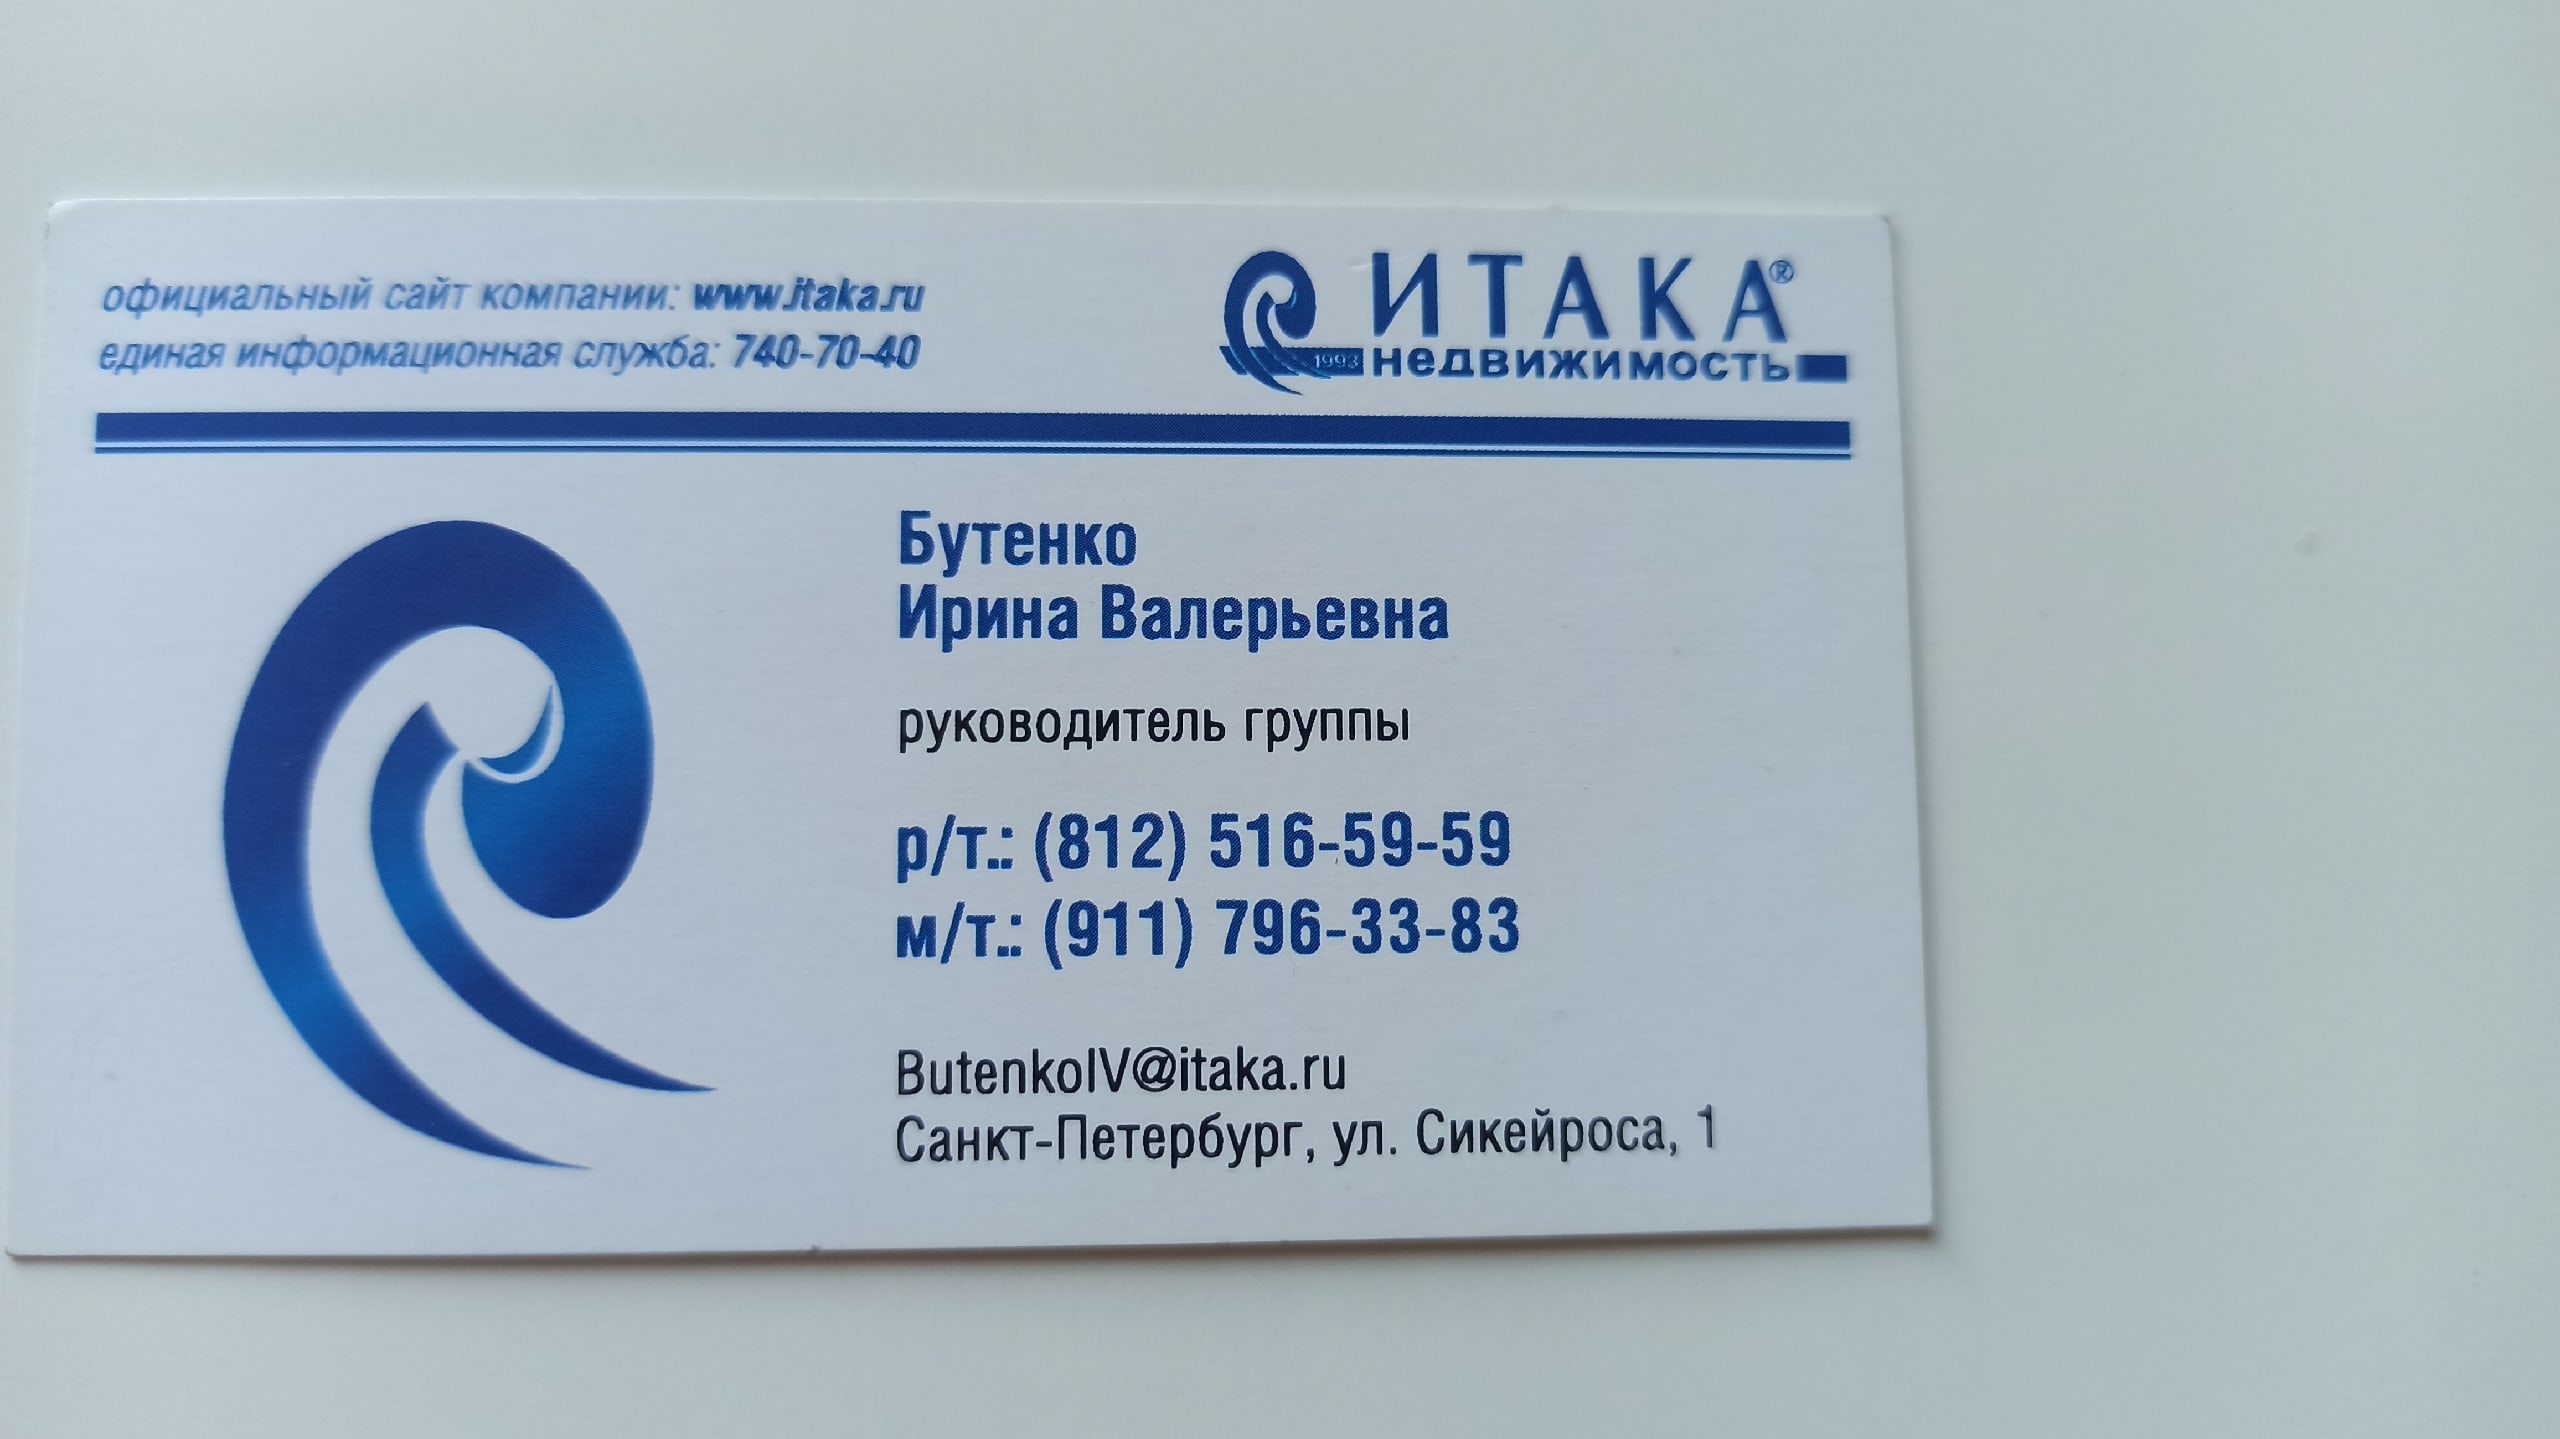 официальный сайт компании: www.itaka.ru
единая информационная служба: 740-70-40
ИТАКА®
1993 недвижимость
Бутенко
Ирина Валерьевна
руководитель группы
р/т.: (812) 516-59-59
м/т.: (911) 796-33-83
ButenkoIV@itaka.ru
Санкт-Петербург, ул. Сикейроса, 1